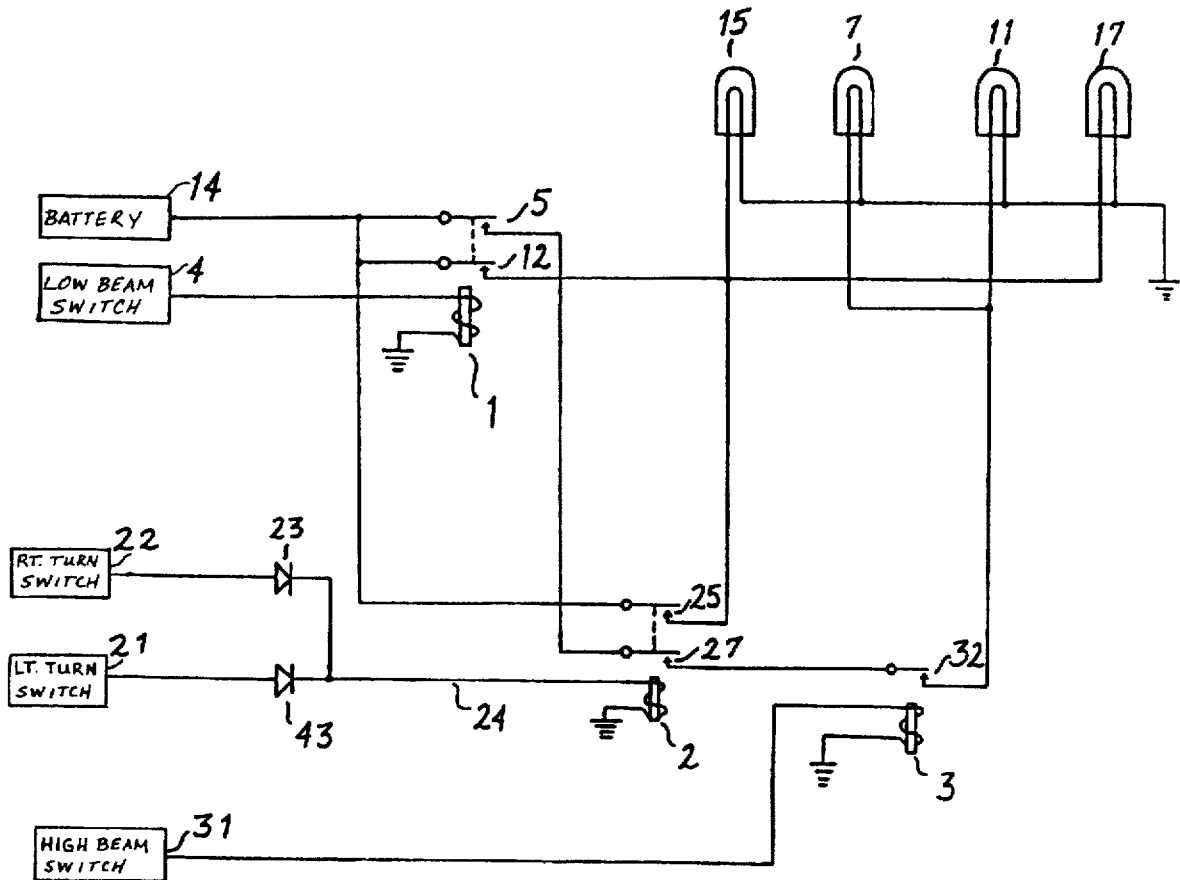 15
7
11
17
14
BATTERY
5
4
LOW BEAM
SWITCH
12
1
22
RT. TURN
SWITCH
23
21
LT. TURN
SWITCH
43
24
25
27
2
32
3
31
HIGH BEAM
SWITCH